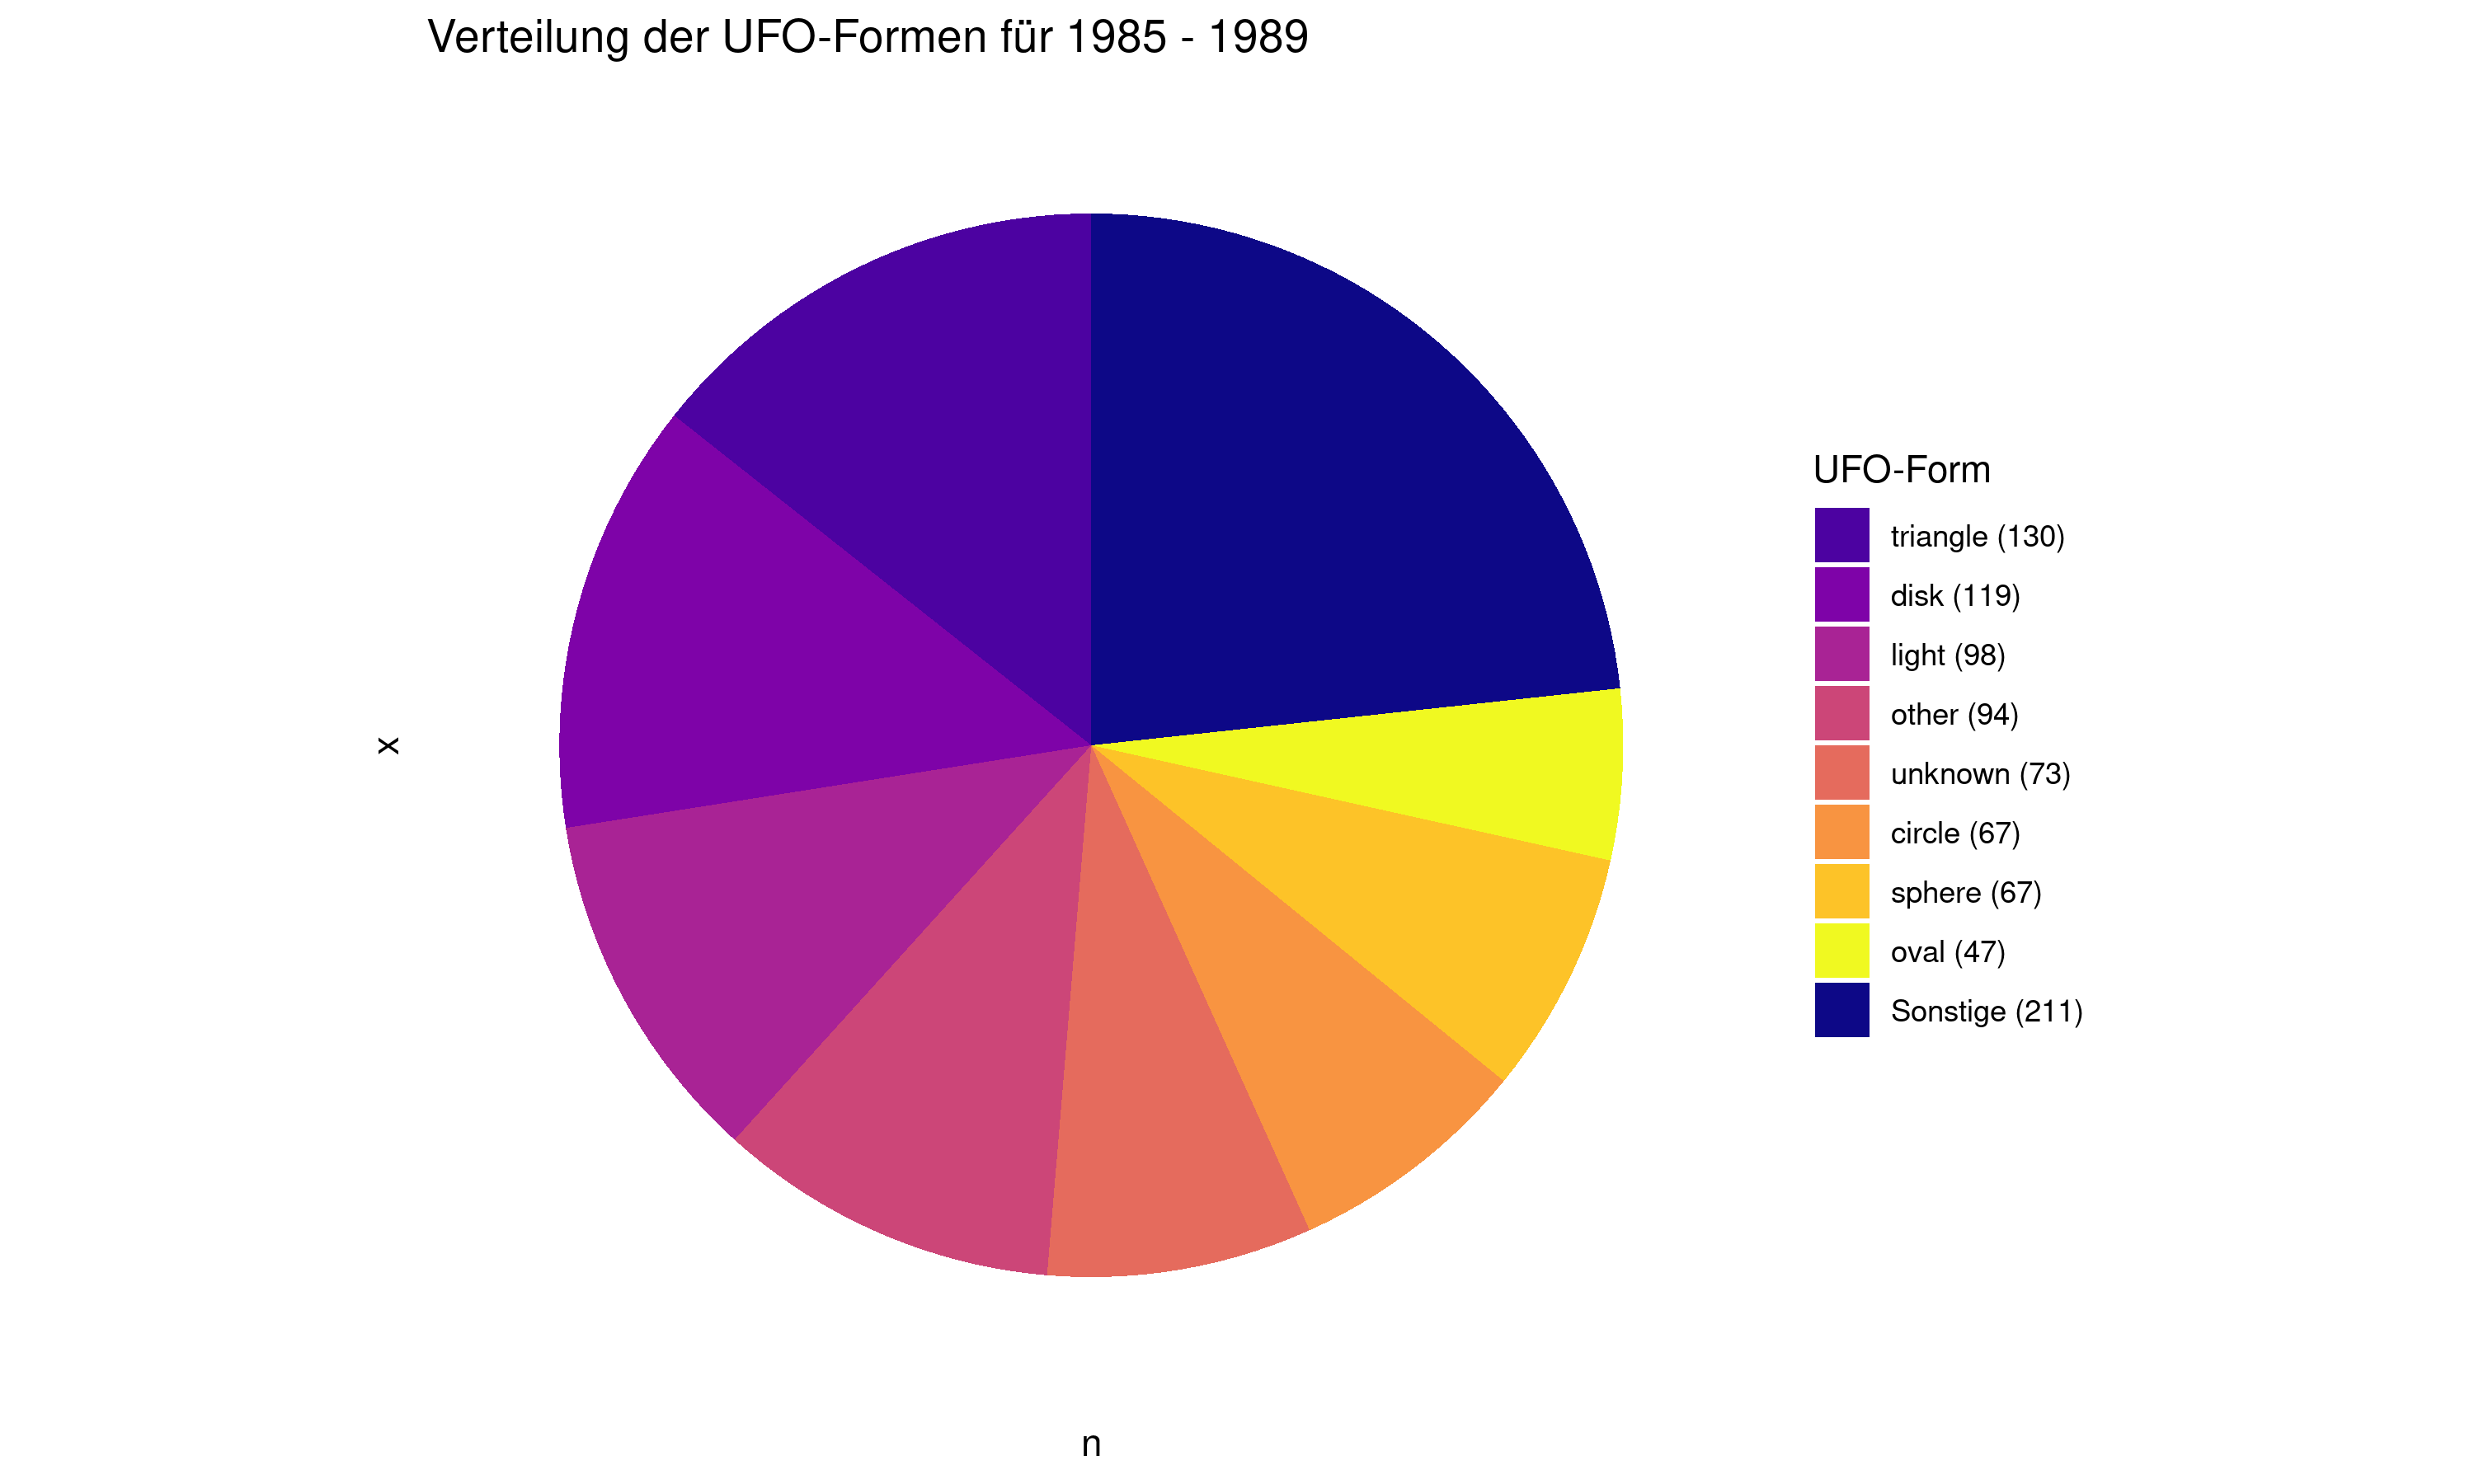 Verteilung der UFO-Formen für 1985 - 1989
x
UFO-Form
triangle (130)
disk (119)
light (98)
other (94)
unknown (73)
circle (67)
sphere (67)
oval (47)
Sonstige (211)
n